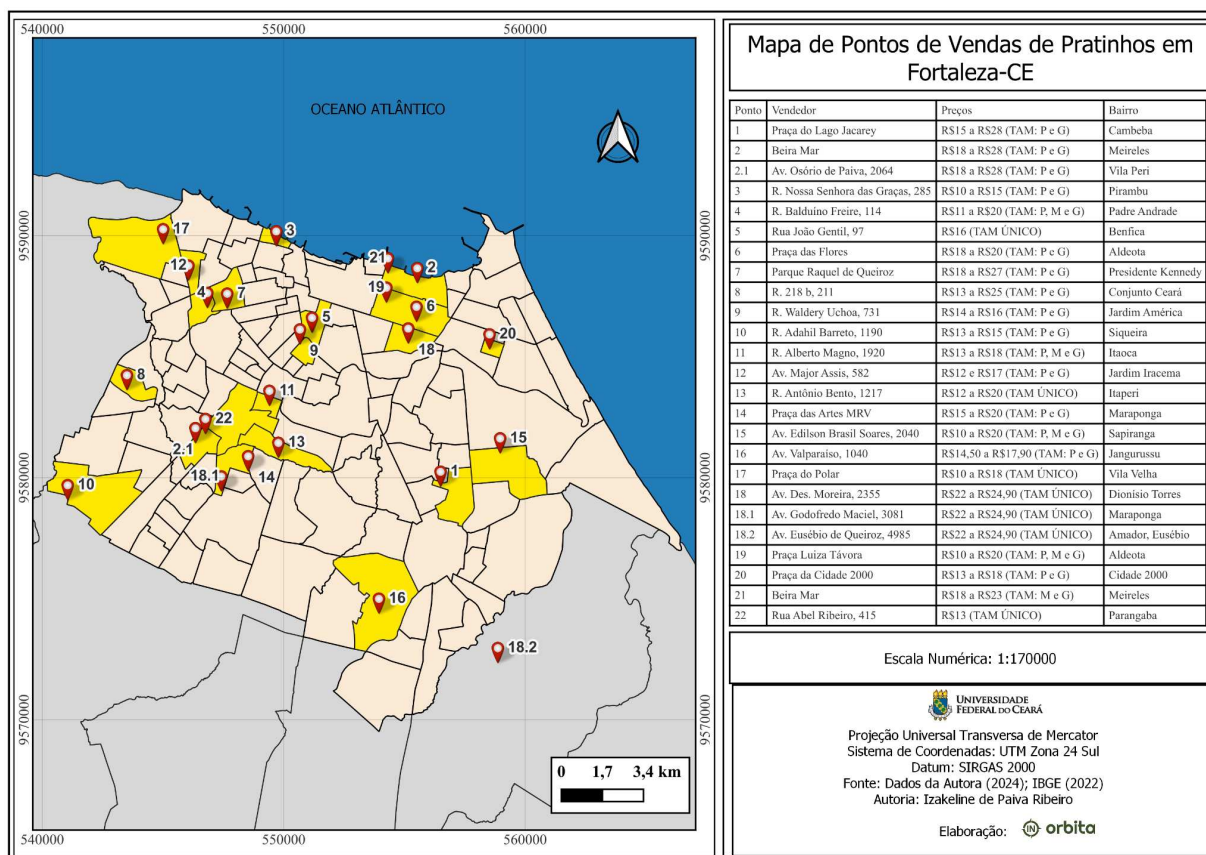 540000 550000 560000
9590000 9590000
9580000 9580000
9570000 9570000
540000 550000 560000
OCEANO ATLÂNTICO
17
3
21
2
12
19
4
7
6
5
20
9
18
8
11
22
2.1
13
15
18.1
14
1
10
16
18.2
0 1,7 3,4 km
Mapa de Pontos de Vendas de Pratinhos em
Fortaleza-CE
Ponto Vendedor Preços Bairro
1 Praça do Lago Jacarey R$15 a R$28 (TAM: P e G) Cambeba
2 Beira Mar R$18 a R$28 (TAM: P e G) Meireles
2.1 Av. Osório de Paiva, 2064 R$18 a R$28 (TAM: P e G) Vila Peri
3 R. Nossa Senhora das Graças, 285 R$10 a R$15 (TAM: P e G) Pirambu
4 R. Balduino Freire, 114 R$11 a R$20 (TAM: P, M e G) Padre Andrade
5 Rua João Gentil, 97 R$16 (TAM ÚNICO) Benfica
6 Praça das Flores R$18 a R$20 (TAM: P e G) Aldeota
7 Parque Raquel de Queiroz R$18 a R$27 (TAM: P e G) Presidente Kennedy
8 R. 218 b, 211 R$13 a R$25 (TAM: P e G) Conjunto Ceará
9 R. Waldery Uchoa, 731 R$14 a R$16 (TAM: P e G) Jardim América
10 R. Adahil Barreto, 1190 R$13 a R$15 (TAM: P e G) Siqueira
11 R. Alberto Magno, 1920 R$13 a R$18 (TAM: P, M e G) Itaoca
12 Av. Major Assis, 582 R$12 e R$17 (TAM: P e G) Jardim Iracema
13 R. Antônio Bento, 1217 R$12 a R$20 (TAM ÚNICO) Itaperi
14 Praça das Artes MRV R$15 a R$20 (TAM: P e G) Maraponga
15 Av. Edilson Brasil Soares, 2040 R$10 a R$20 (TAM: P, M e G) Sapiranga
16 Av. Valparaíso, 1040 R$14,50 a R$17,90 (TAM: P e G) Jangurussu
17 Praça do Polar R$10 a R$18 (TAM ÚNICO) Vila Velha
18 Av. Des. Moreira, 2355 R$22 a R$24,90 (TAM ÚNICO) Dionísio Torres
18.1 Av. Godofredo Maciel, 3081 R$22 a R$24,90 (TAM ÚNICO) Maraponga
18.2 Av. Eusébio de Queiroz, 4985 R$22 a R$24,90 (TAM ÚNICO) Amador, Eusébio
19 Praça Luiza Távora R$10 a R$20 (TAM: P, M e G) Aldeota
20 Praça da Cidade 2000 R$13 a R$18 (TAM: P e G) Cidade 2000
21 Beira Mar R$18 a R$23 (TAM: M e G) Meireles
22 Rua Abel Ribeiro, 415 R$13 (TAM ÚNICO) Parangaba
Escala Numérica: 1:170000
UNIVERSIDADE
FEDERAL DO CEARÁ
Projeção Universal Transversa de Mercator
Sistema de Coordenadas: UTM Zona 24 Sul
Datum: SIRGAS 2000
Fonte: Dados da Autora (2024); IBGE (2022)
Autoria: Izakeline de Paiva Ribeiro
Elaboração: IN orbita